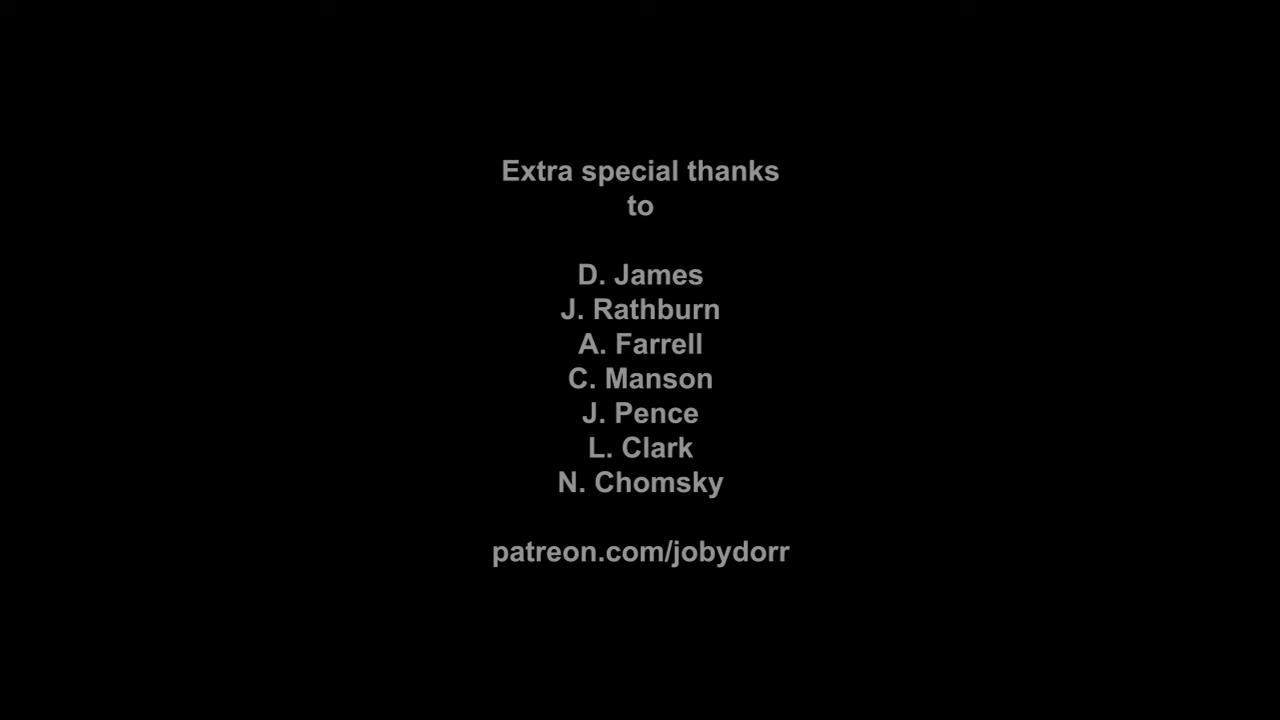 Extra special thanks
to
D. James
J. Rathburn
A. Farrell
C. Manson
J. Pence
L. Clark
N. Chomsky
patreon.com/jobydorr